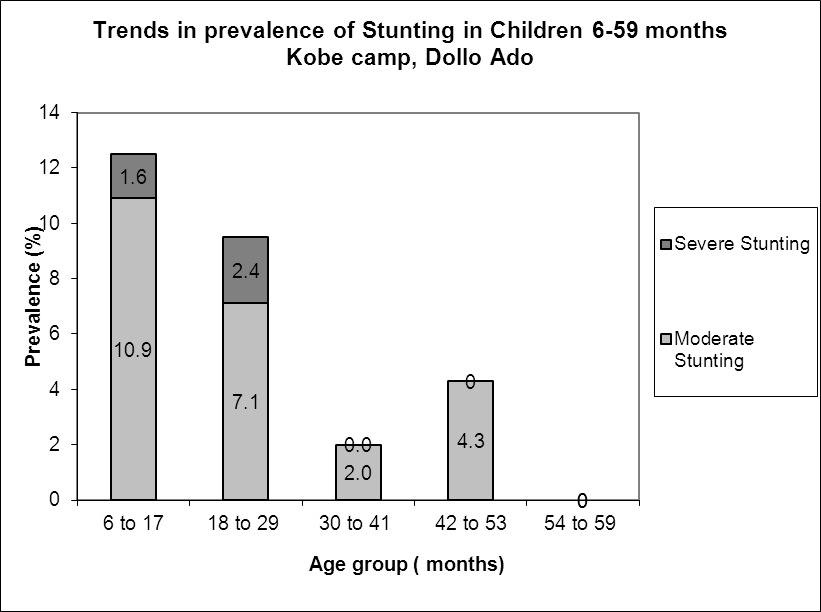 Trends in prevalence of Stunting in Children 6-59 months
Kobe camp, Dollo Ado
14
12
10
8
6
4
2
0
Prevalence (%)
1.6
10.9
2.4
7.1
0.0
2.0
0
4.3
0
6 to 17
18 to 29
30 to 41
42 to 53
54 to 59
Age group ( months)
Severe Stunting
Moderate
Stunting